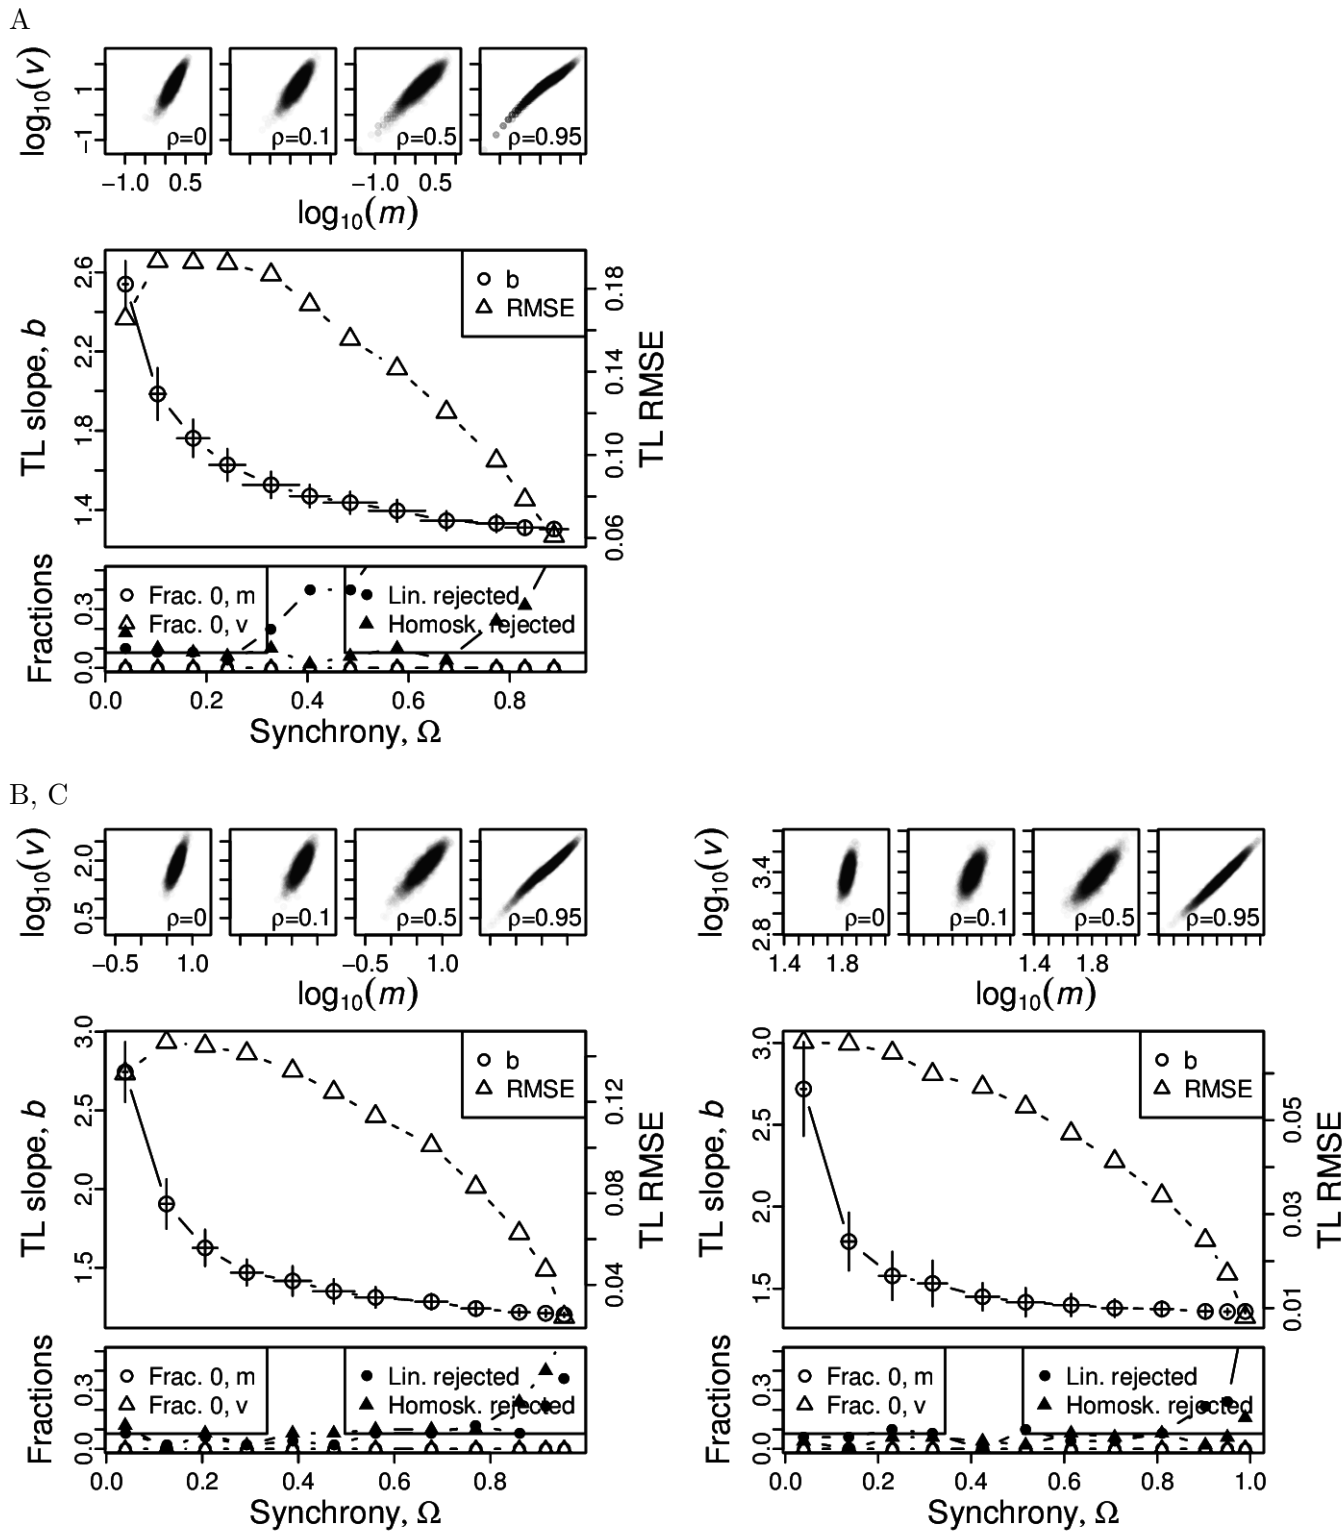 A
log10(v)
−1 1
ρ=0 ρ=0.1 ρ=0.5 ρ=0.95
−1.0 0.5 −1.0 0.5
log10(m)
TL slope, b
1.4 1.8 2.2 2.6
b
RMSE
0.06 0.10 0.14 0.18
TL RMSE
Fractions
0.0 0.3
Frac. 0, m
Frac. 0, v
Lin. rejected
Homosk. rejected
0.0 0.2 0.4 0.6 0.8
Synchrony, Ω
B, C
log10(v)
0.5 2.0
ρ=0 ρ=0.1 ρ=0.5 ρ=0.95
−0.5 1.0 −0.5 1.0
log10(m)
TL slope, b
1.5 2.0 2.5 3.0
b
RMSE
0.04 0.08 0.12
TL RMSE
Fractions
0.0 0.3
Frac. 0, m
Frac. 0, v
Lin. rejected
Homosk. rejected
0.0 0.2 0.4 0.6 0.8
Synchrony, Ω
log10(v)
2.8 3.4
ρ=0 ρ=0.1 ρ=0.5 ρ=0.95
1.4 1.8 1.4 1.8
log10(m)
TL slope, b
1.5 2.0 2.5 3.0
b
RMSE
0.01 0.03 0.05
TL RMSE
Fractions
0.0 0.3
Frac. 0, m
Frac. 0, v
Lin. rejected
Homosk. rejected
0.0 0.2 0.4 0.6 0.8 1.0
Synchrony, Ω